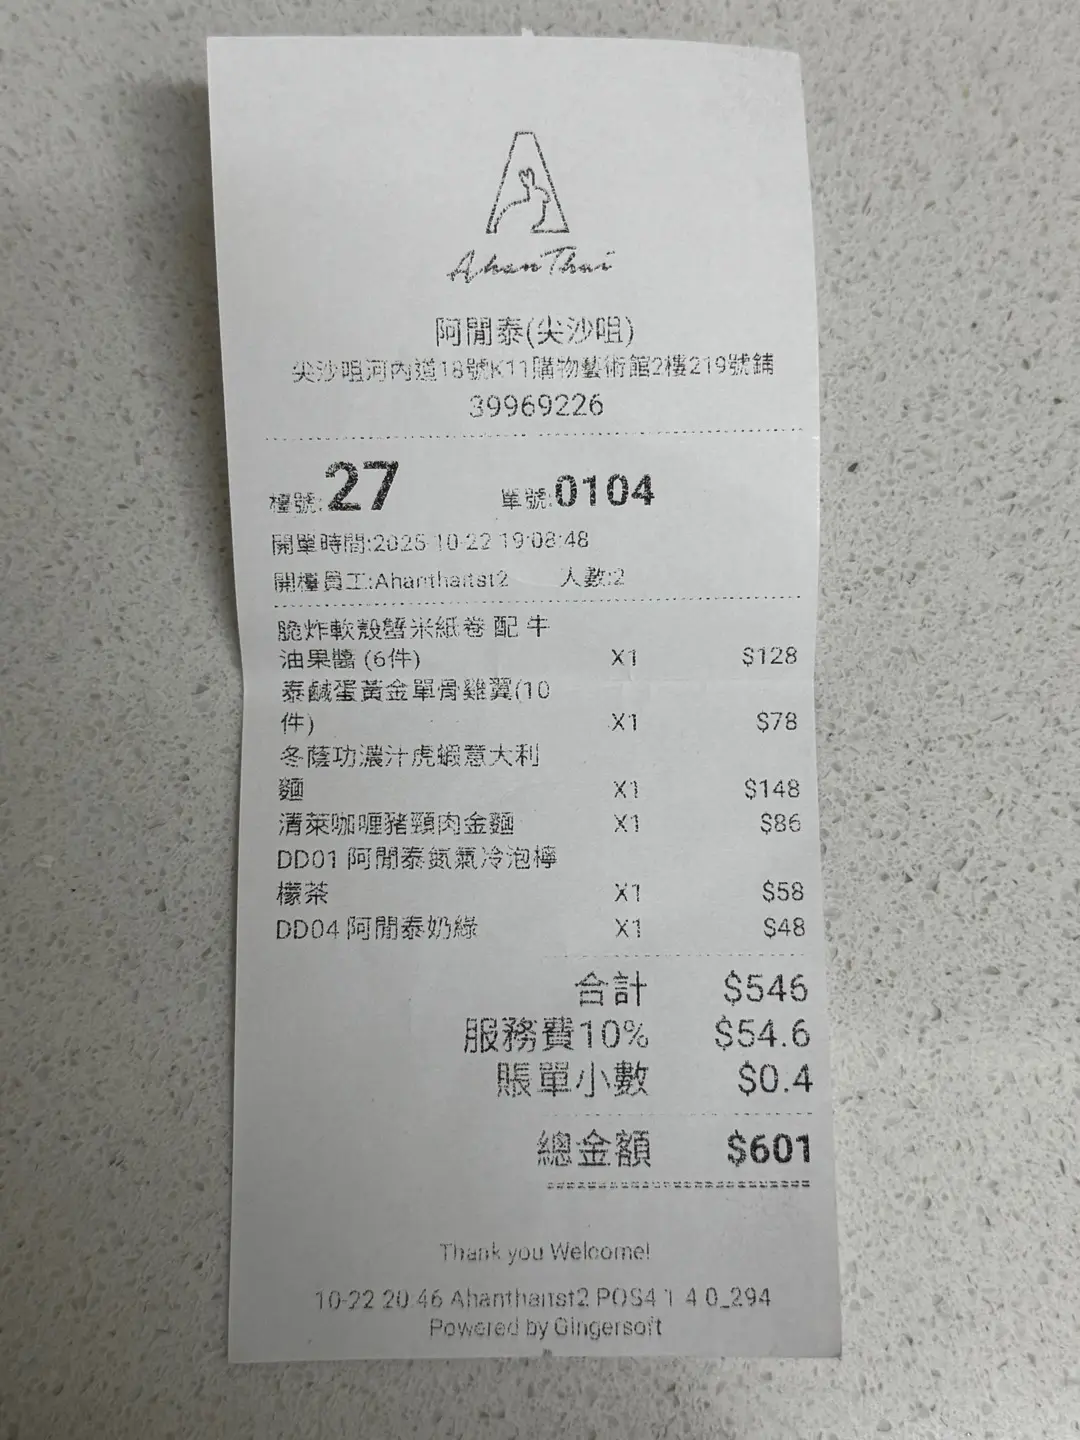 Ahan Thai
阿閒泰(尖沙咀)
尖沙咀河內道18號K11購物藝術館2樓219號鋪
39969226
檯號:27 單號:0104
開單時間:2025-10-22 19:08:48
開檯員工:Ahanthaitst2 人數:2
脆炸軟殼蟹米紙卷 配 牛
油果醬 (6件) X1 $128
泰鹹蛋黃金單骨雞翼(10
件) X1 $78
冬蔭功濃汁虎蝦意大利
麵 X1 $148
清萊咖喱豬頸肉金麵 X1 $86
DD01 阿閒泰氮氣冷泡檸
檬茶 X1 $58
DD04 阿閒泰奶綠 X1 $48
合計 $546
服務費10% $54.6
賬單小數 $0.4
總金額 $601
Thank you Welcome!
10-22 20:46 Ahanthaitst2 POS4.1.4.0_294
Powered by Gingersoft